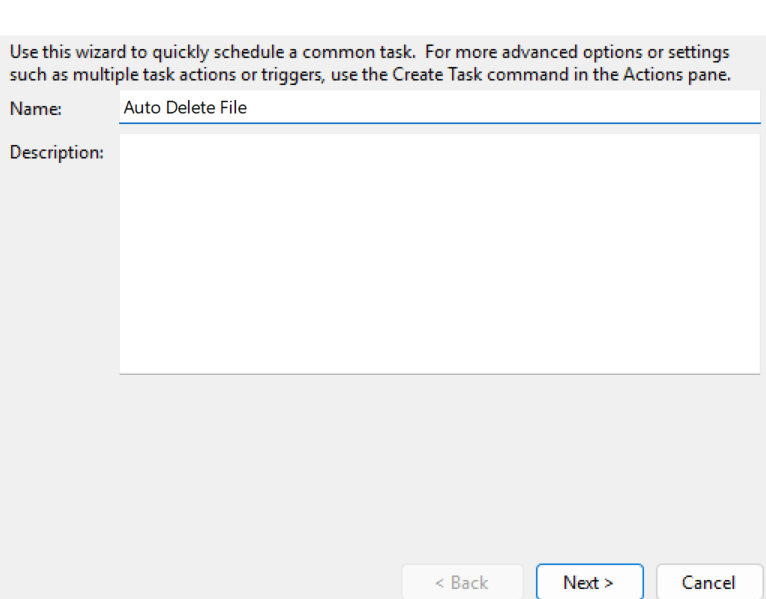 Use this wizard to quickly schedule a common task.  For more advanced options or settings
such as multiple task actions or triggers, use the Create Task command in the Actions pane.
Name: Auto Delete File
Description:
< Back Next > Cancel